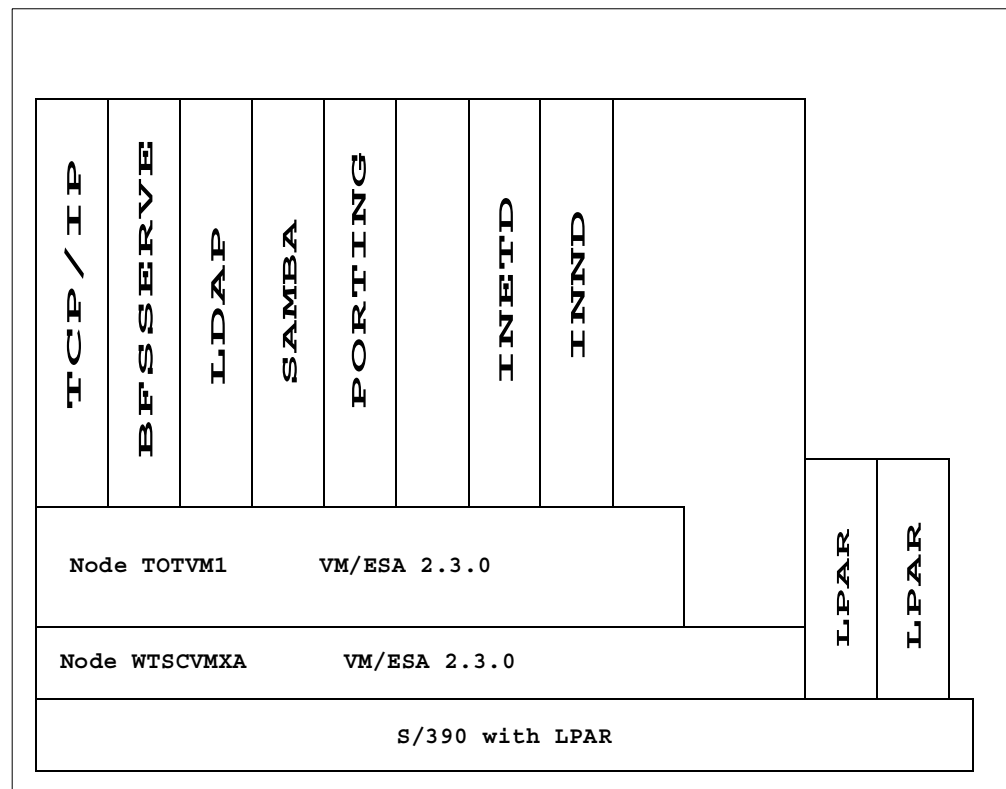 TCP/IP
BFSSERVE
LDAP
SAMBA
PORTING
INETD
INND
LPAR
LPAR
Node TOTVM1 VM/ESA 2.3.0
Node WTSCVMXA VM/ESA 2.3.0
S/390 with LPAR